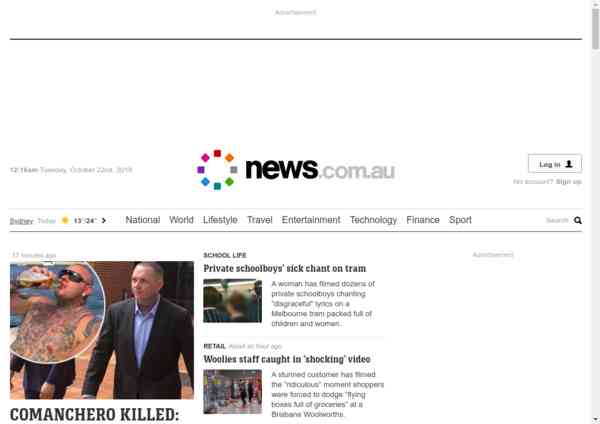 Advertisement
12:16am Tuesday, October 22nd, 2019
news.com.au
Log in
No account? Sign up
Sydney Today 13°/24°
National World Lifestyle Travel Entertainment Technology Finance Sport
Search
77 minutes ago
COMANCHERO KILLED:
SCHOOL LIFE
Private schoolboys' sick chant on tram
A woman has filmed dozens of
private schoolboys chanting
"disgraceful" lyrics on a
Melbourne tram packed full of
children and women.
RETAIL About an hour ago
Woolies staff caught in 'shocking' video
A stunned customer has filmed
the "ridiculous" moment shoppers
were forced to dodge "flying
boxes full of groceries" at a
Brisbane Woolworths.
Advertisement